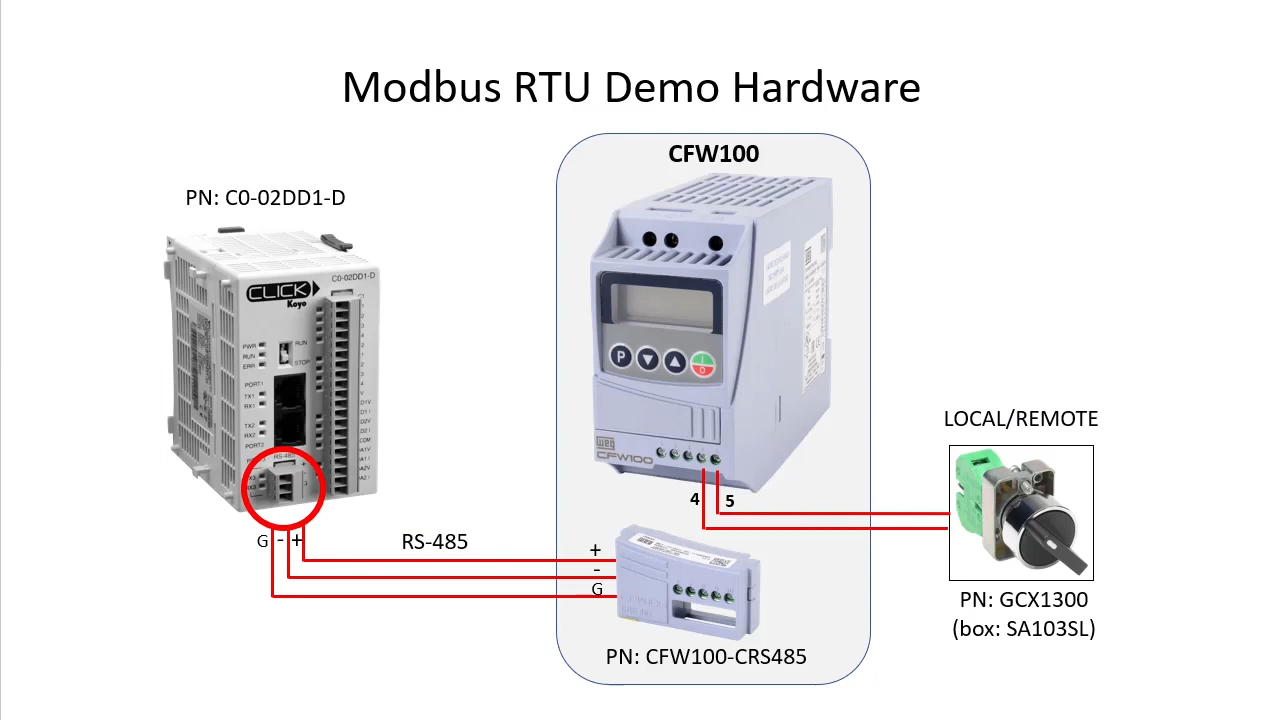 Modbus RTU Demo Hardware
CFW100
PN: C0-02DD1-D
C0-02DD1-D
CLICK
Koyo
PWR
RUN
ERR
RUN
STOP
PORT1
TX1
RX1
TX2
RX2
PORT2
RS-485
P
I
O
WEG
CFW100
LOCAL/REMOTE
4
5
G - +
RS-485
+
-
G
PN: GCX1300
(box: SA103SL)
PN: CFW100-CRS485